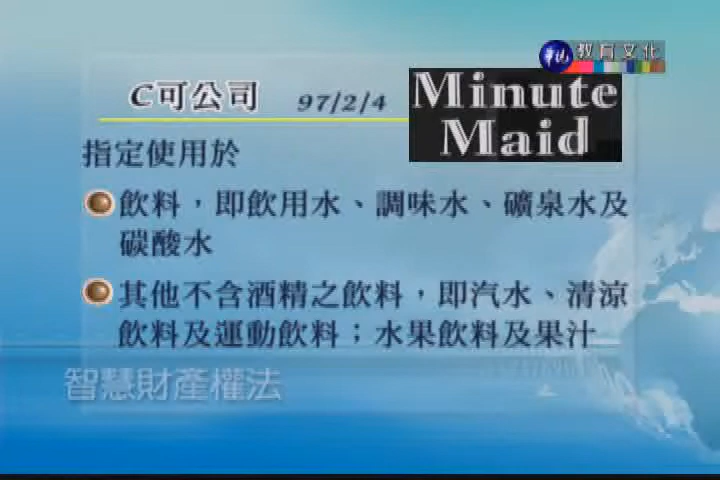 華視 教育文化
C可公司 97/2/4
Minute
Maid
指定使用於
飲料，即飲用水、調味水、礦泉水及
碳酸水
其他不含酒精之飲料，即汽水、清涼
飲料及運動飲料；水果飲料及果汁
智慧財產權法